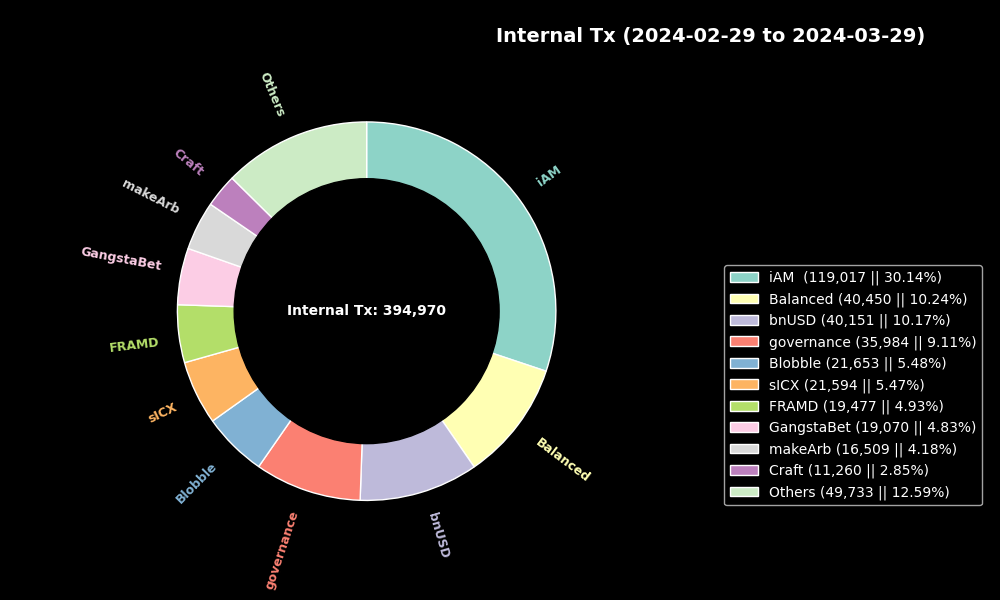 Internal Tx (2024-02-29 to 2024-03-29)
Others
iAM
Craft
makeArb
GangstaBet
FRAMD
sICX
Blobble
governance
bnUSD
Balanced
Internal Tx: 394,970
iAM  (119,017 || 30.14%)
Balanced (40,450 || 10.24%)
bnUSD (40,151 || 10.17%)
governance (35,984 || 9.11%)
Blobble (21,653 || 5.48%)
sICX (21,594 || 5.47%)
FRAMD (19,477 || 4.93%)
GangstaBet (19,070 || 4.83%)
makeArb (16,509 || 4.18%)
Craft (11,260 || 2.85%)
Others (49,733 || 12.59%)